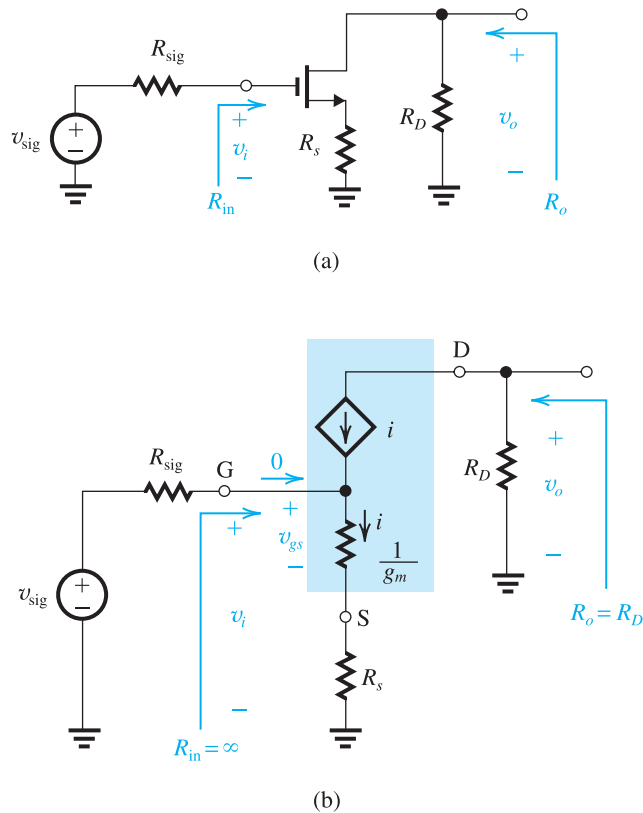 R_sig
v_sig
+
−
R_in
+
v_i
−
R_s
R_D
+
v_o
−
R_o
(a)
D
i
R_sig
G
0
+
v_gs
−
i
1/g_m
S
R_s
v_sig
+
−
+
v_i
−
R_in = ∞
R_D
+
v_o
−
R_o = R_D
(b)